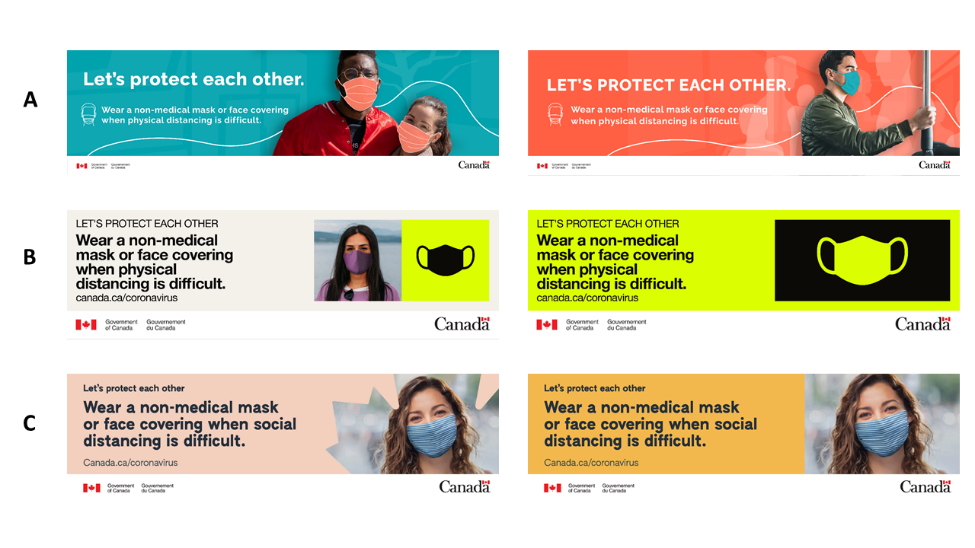 A
Let's protect each other.
Wear a non-medical mask or face covering
when physical distancing is difficult.
Government
of Canada
Gouvernement
du Canada
Canada
LET'S PROTECT EACH OTHER.
Wear a non-medical mask or face covering
when physical distancing is difficult.
Government
of Canada
Gouvernement
du Canada
Canada
B
LET'S PROTECT EACH OTHER
Wear a non-medical
mask or face covering
when physical
distancing is difficult.
canada.ca/coronavirus
Government
of Canada
Gouvernement
du Canada
Canada
LET'S PROTECT EACH OTHER
Wear a non-medical
mask or face covering
when physical
distancing is difficult.
canada.ca/coronavirus
Government
of Canada
Gouvernement
du Canada
Canada
C
Let's protect each other
Wear a non-medical mask
or face covering when social
distancing is difficult.
Canada.ca/coronavirus
Government
of Canada
Gouvernement
du Canada
Canada
Let's protect each other
Wear a non-medical mask
or face covering when social
distancing is difficult.
Canada.ca/coronavirus
Government
of Canada
Gouvernement
du Canada
Canada